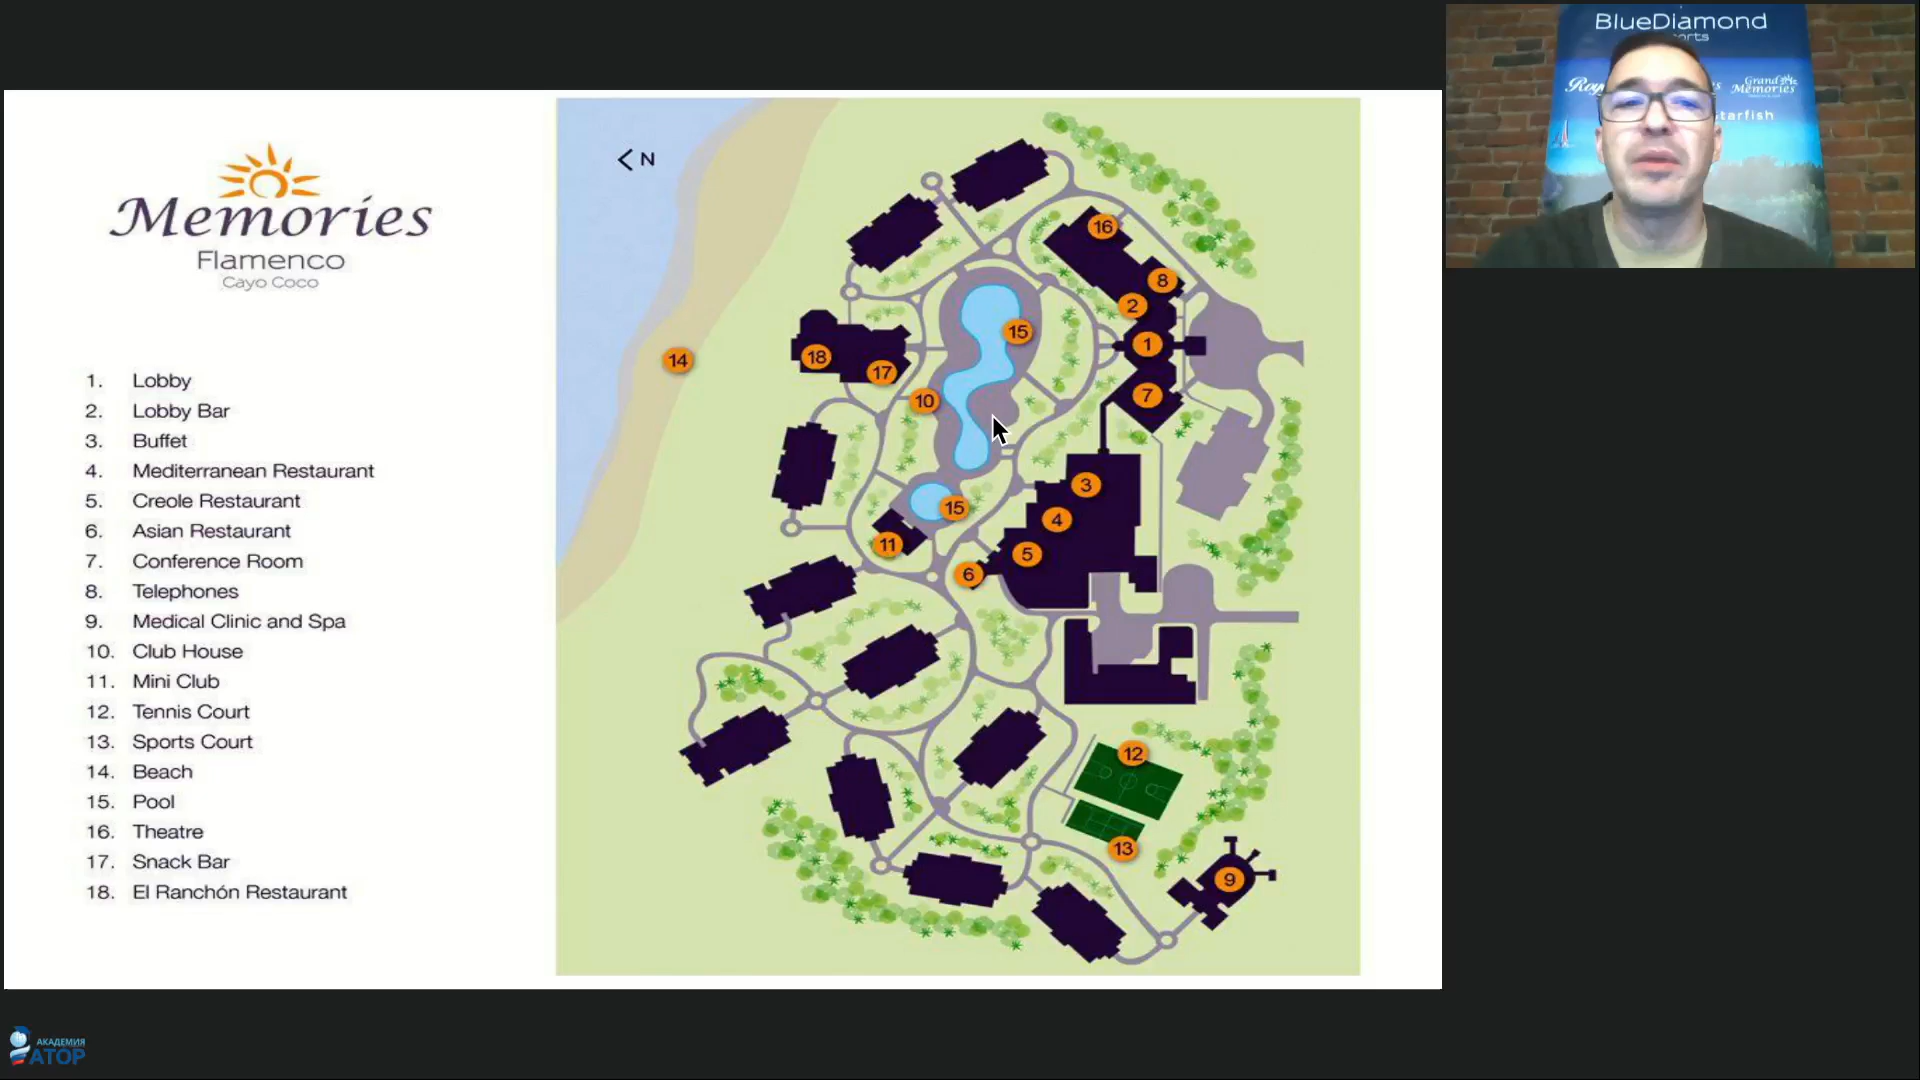 Memories
Flamenco
Cayo Coco
1. Lobby
2. Lobby Bar
3. Buffet
4. Mediterranean Restaurant
5. Creole Restaurant
6. Asian Restaurant
7. Conference Room
8. Telephones
9. Medical Clinic and Spa
10. Club House
11. Mini Club
12. Tennis Court
13. Sports Court
14. Beach
15. Pool
16. Theatre
17. Snack Bar
18. El Ranchón Restaurant
N
16
8
2
15
1
18
14
17
7
10
3
15
4
11
5
6
12
13
9
BlueDiamond
Grand
Memories
АКАДЕМИЯ
АТОР